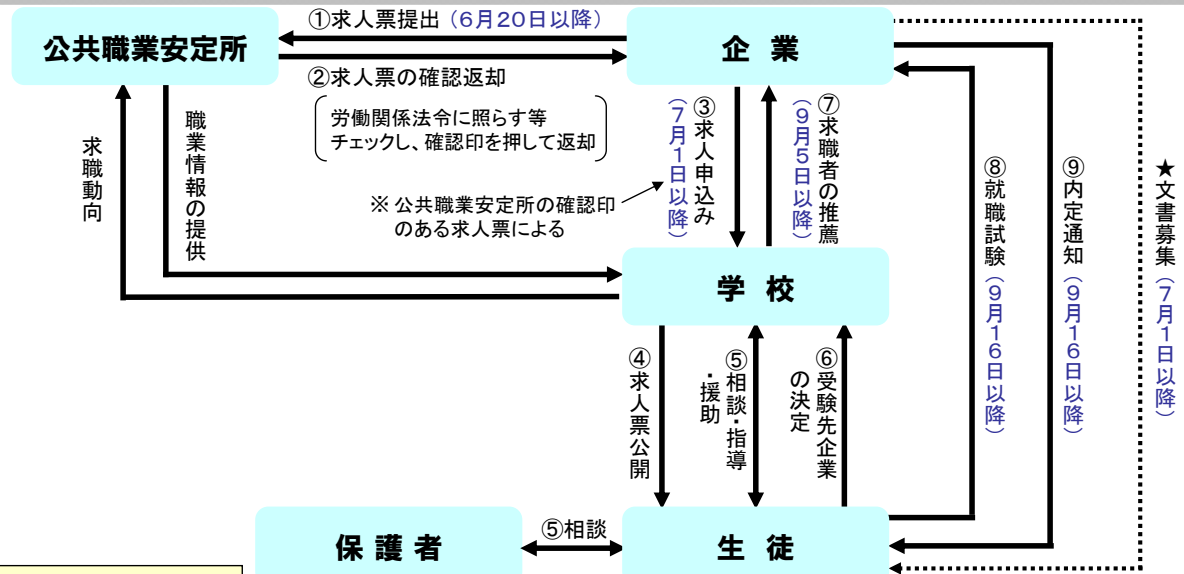 ①求人票提出（6月20日以降）
公共職業安定所
企 業
②求人票の確認返却
労働関係法令に照らす等
チェックし、確認印を押して返却
求職動向
職業情報の提供
※ 公共職業安定所の確認印
のある求人票による
③求人申込み
（7月1日以降）
⑦求職者の推薦
（9月5日以降）
⑧就職試験（9月16日以降）
⑨内定通知（9月16日以降）
★文書募集（7月1日以降）
学 校
④求人票公開
⑤相談・指導
・援助
⑥受験先企業
の決定
保 護 者
⑤相談
生 徒